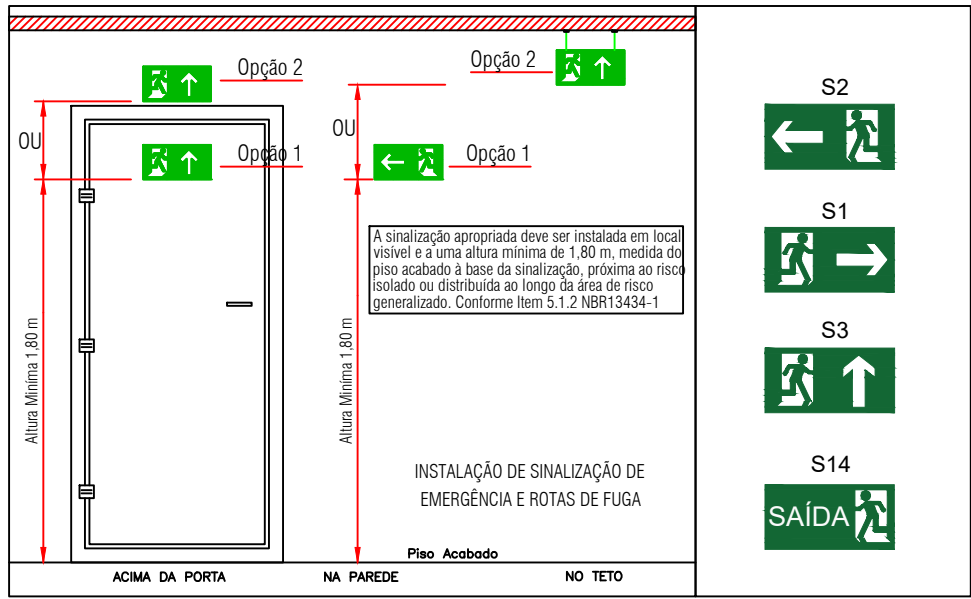 Opção 2
OU
Opção 1
Altura Miníma 1,80 m
Opção 2
OU
Opção 1
Altura Miníma 1,80 m
A sinalização apropriada deve ser instalada em local
visível e a uma altura mínima de 1,80 m, medida do
piso acabado à base da sinalização, próxima ao risco
isolado ou distribuída ao longo da área de risco
generalizado. Conforme Item 5.1.2 NBR13434-1
INSTALAÇÃO DE SINALIZAÇÃO DE
EMERGÊNCIA E ROTAS DE FUGA
Piso Acabado
ACIMA DA PORTA
NA PAREDE
NO TETO
S2
S1
S3
S14
SAÍDA